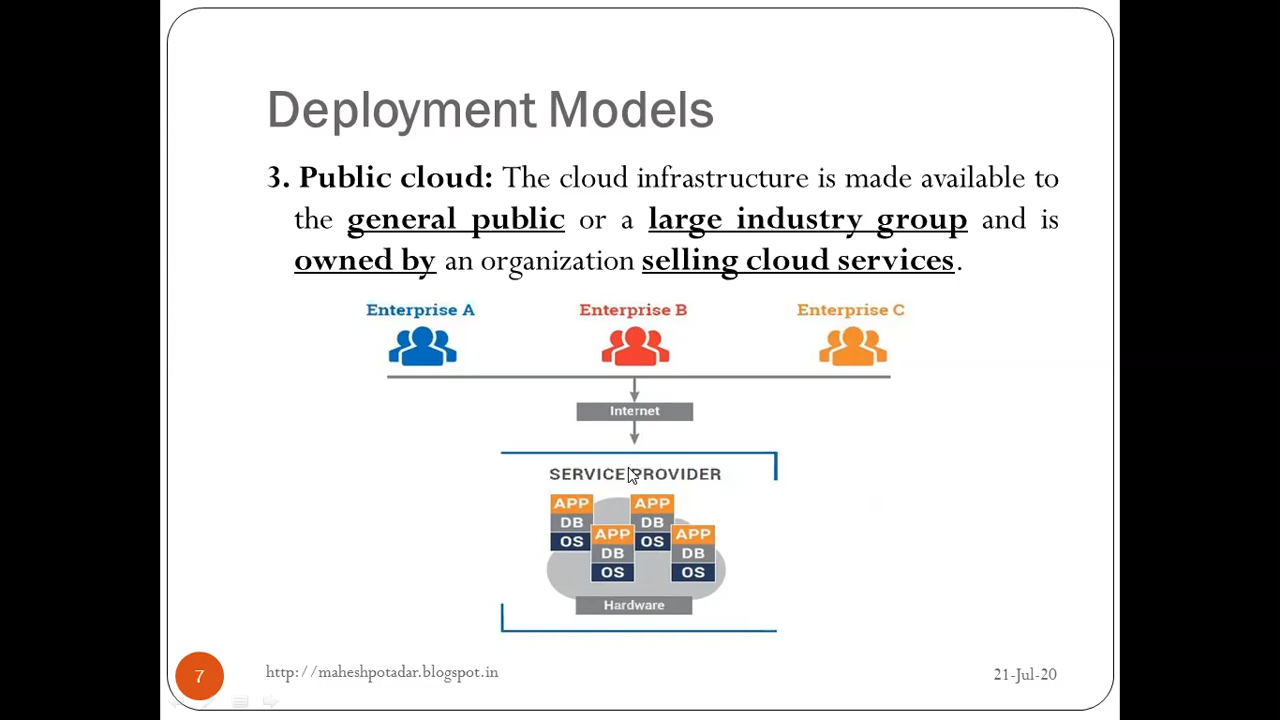 Deployment Models
3. Public cloud: The cloud infrastructure is made available to
the general public or a large industry group and is
owned by an organization selling cloud services.
Enterprise A Enterprise B Enterprise C
Internet
SERVICE PROVIDER
APP APP
DB DB
OS OS
APP APP
DB DB
OS OS
Hardware
7 http://maheshpotadar.blogspot.in 21-Jul-20